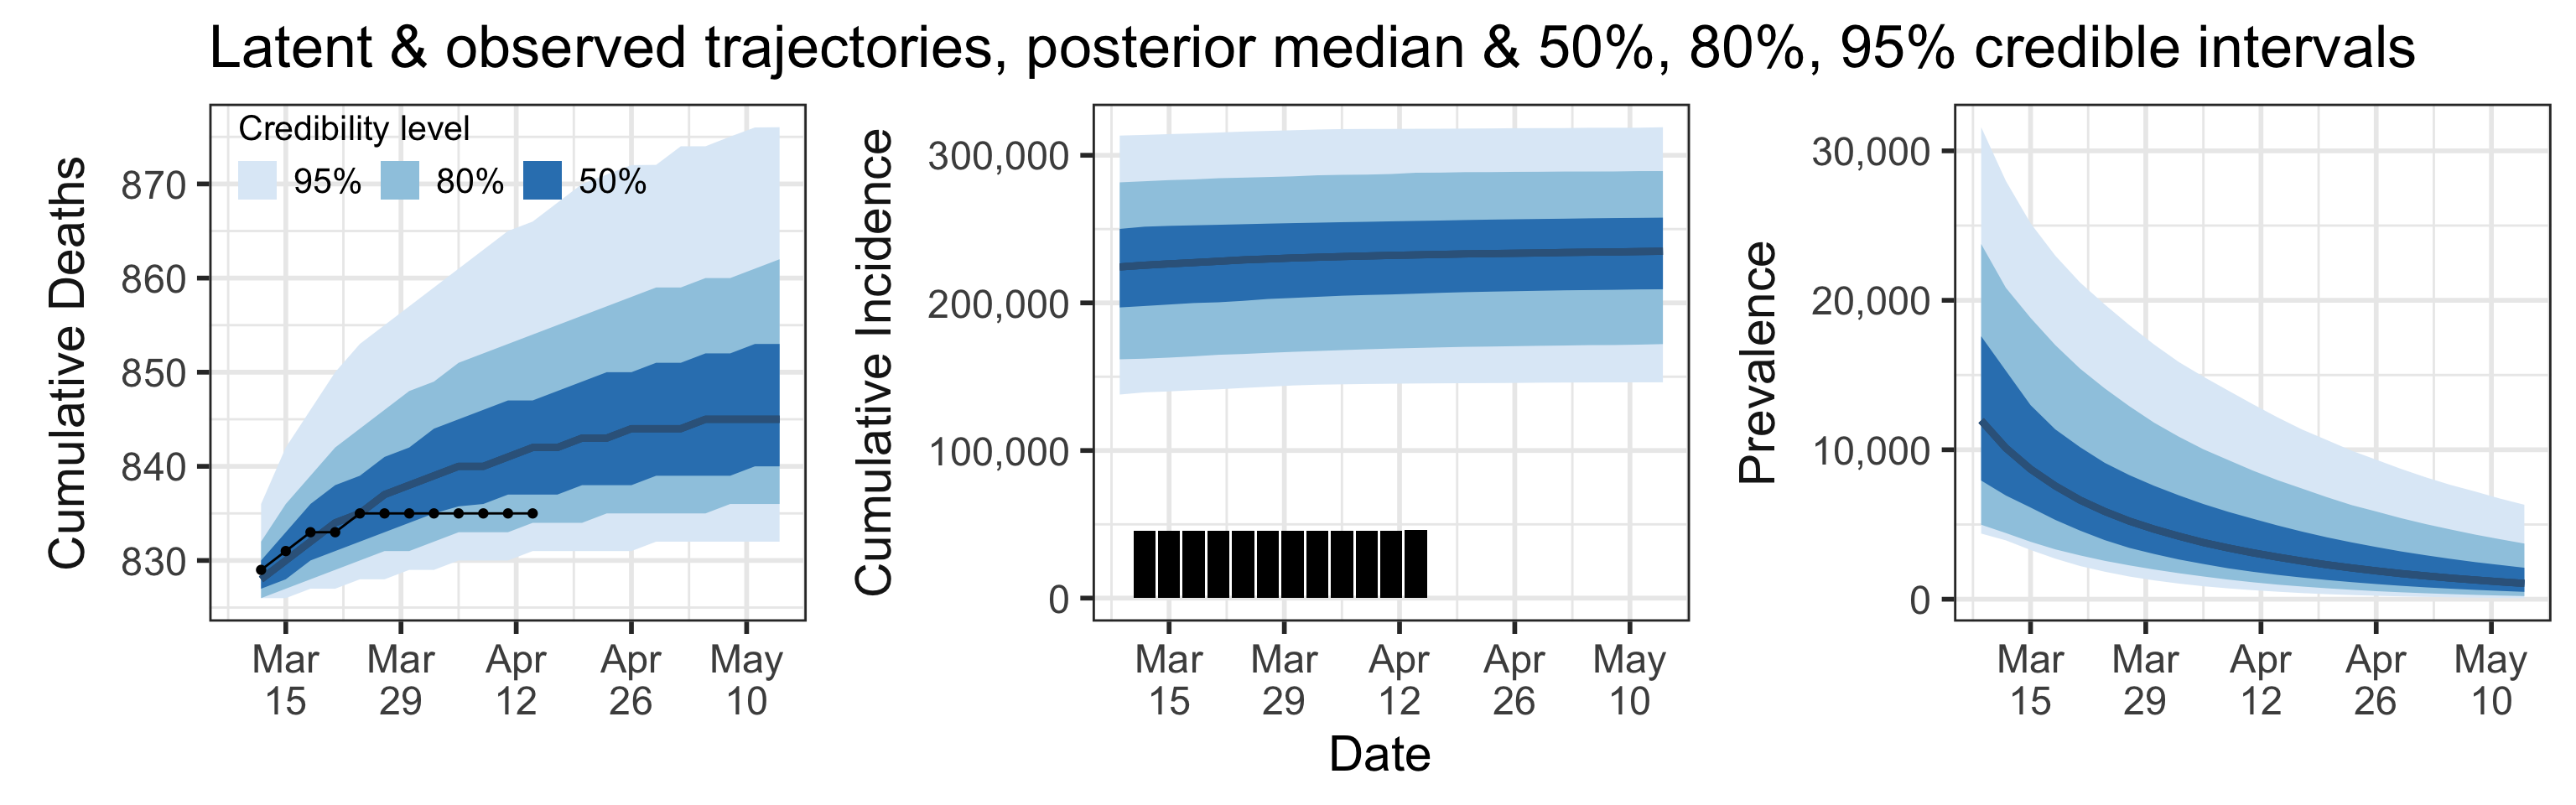 Latent & observed trajectories, posterior median & 50%, 80%, 95% credible intervals
Cumulative Deaths
870
860
850
840
830
Credibility level
95% 80% 50%
Mar 15
Mar 29
Apr 12
Apr 26
May 10
Cumulative Incidence
300,000
200,000
100,000
0
Mar 15
Mar 29
Apr 12
Apr 26
May 10
Prevalence
30,000
20,000
10,000
0
Mar 15
Mar 29
Apr 12
Apr 26
May 10
Date